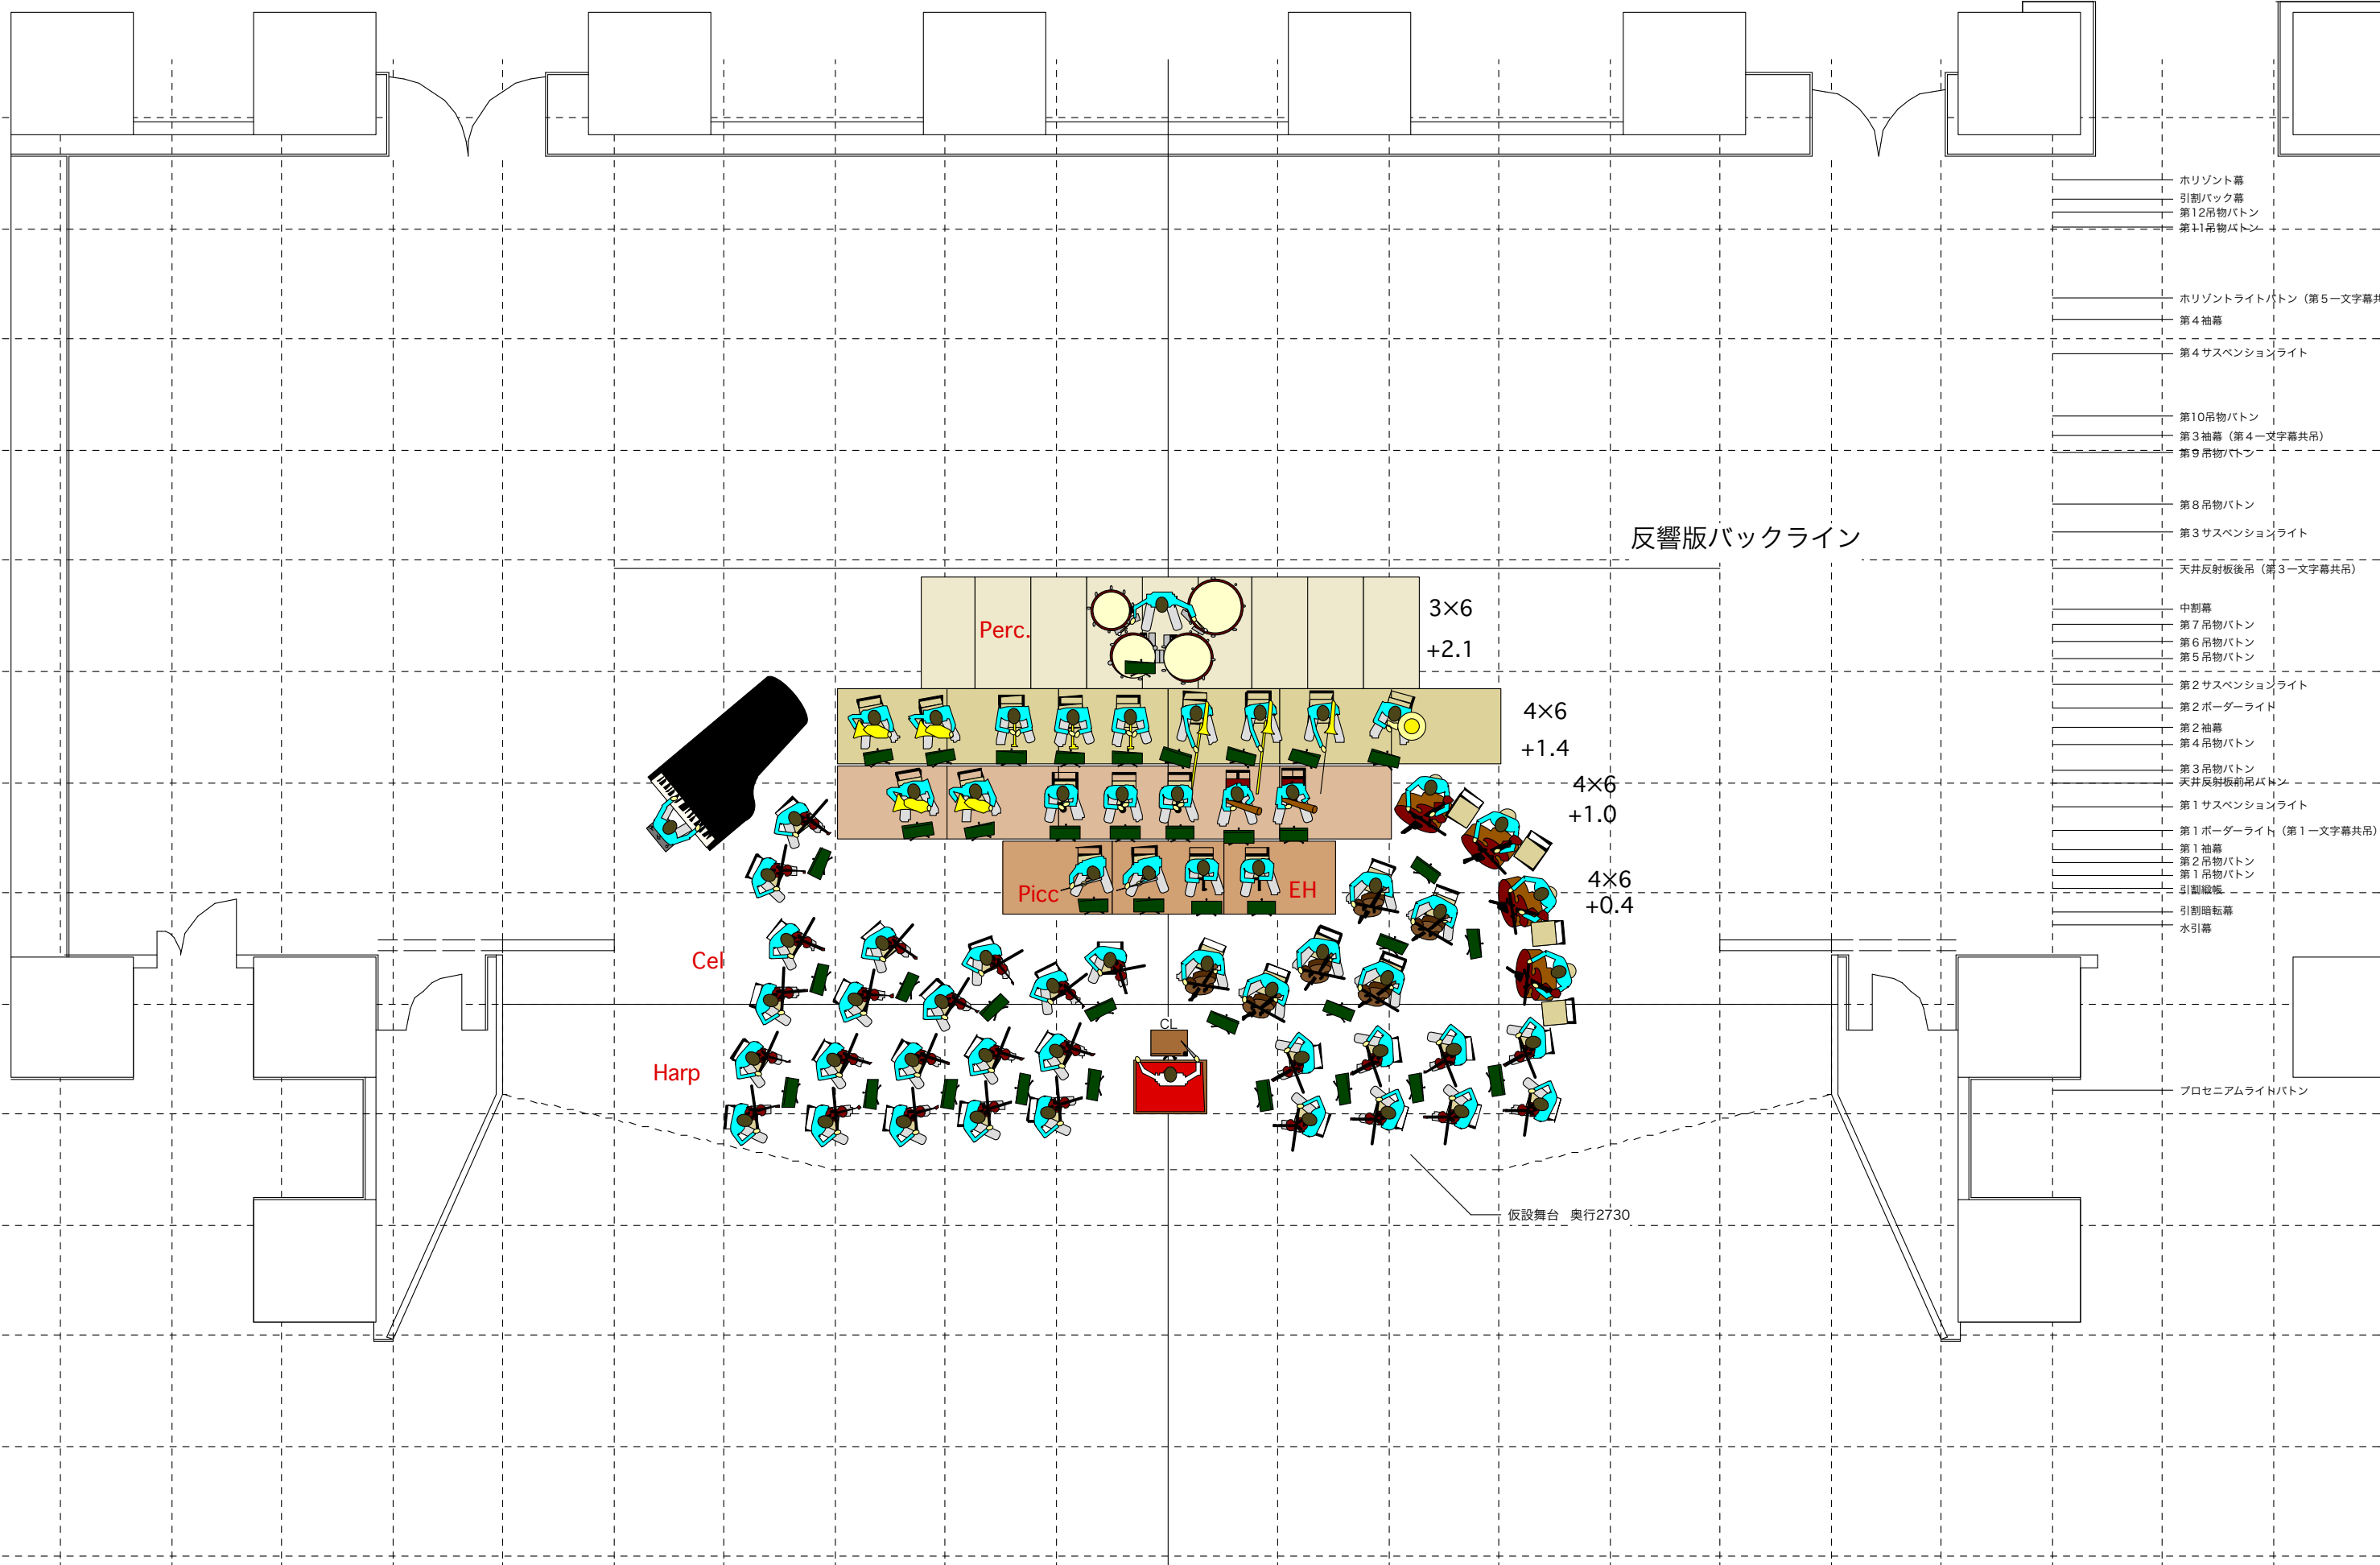 ホリゾント幕
引割バック幕
第12吊物バトン
第11吊物バトン
ホリゾントライトバトン（第５一文字幕共
第４袖幕
第４サスペンションライト
第10吊物バトン
第３袖幕（第４一文字幕共吊）
第９吊物バトン
第８吊物バトン
反響版バックライン
第３サスペンションライト
天井反射板後吊（第３一文字幕共吊）
3×6
中割幕
Perc.
第７吊物バトン
+2.1
第６吊物バトン
第５吊物バトン
第２サスペンションライト
4×6
第２ボーダーライト
第２袖幕
+1.4
第４吊物バトン
第３吊物バトン
4×6
天井反射板前吊バトン
第１サスペンションライト
+1.0
第１ボーダーライト（第１一文字幕共吊）
第１袖幕
第２吊物バトン
第１吊物バトン
4×6
Picc
EH
引割緞帳
+0.4
引割暗転幕
水引幕
Cel
CL
Harp
プロセニアムライトバトン
仮設舞台　奥行2730